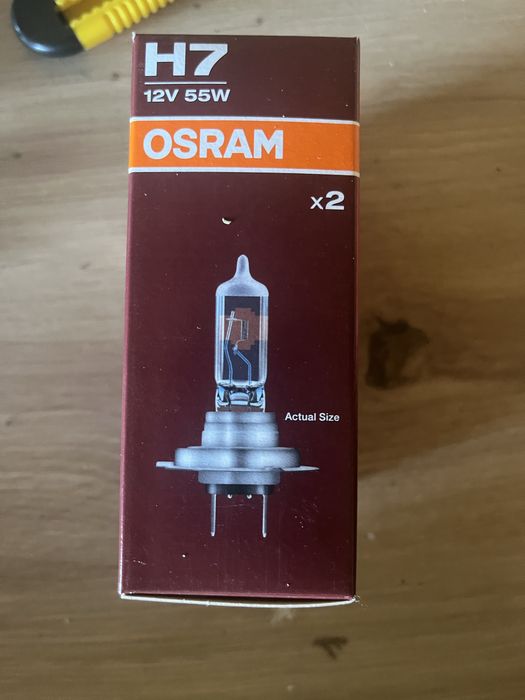 H7
12V 55W
OSRAM
x2
Actual Size